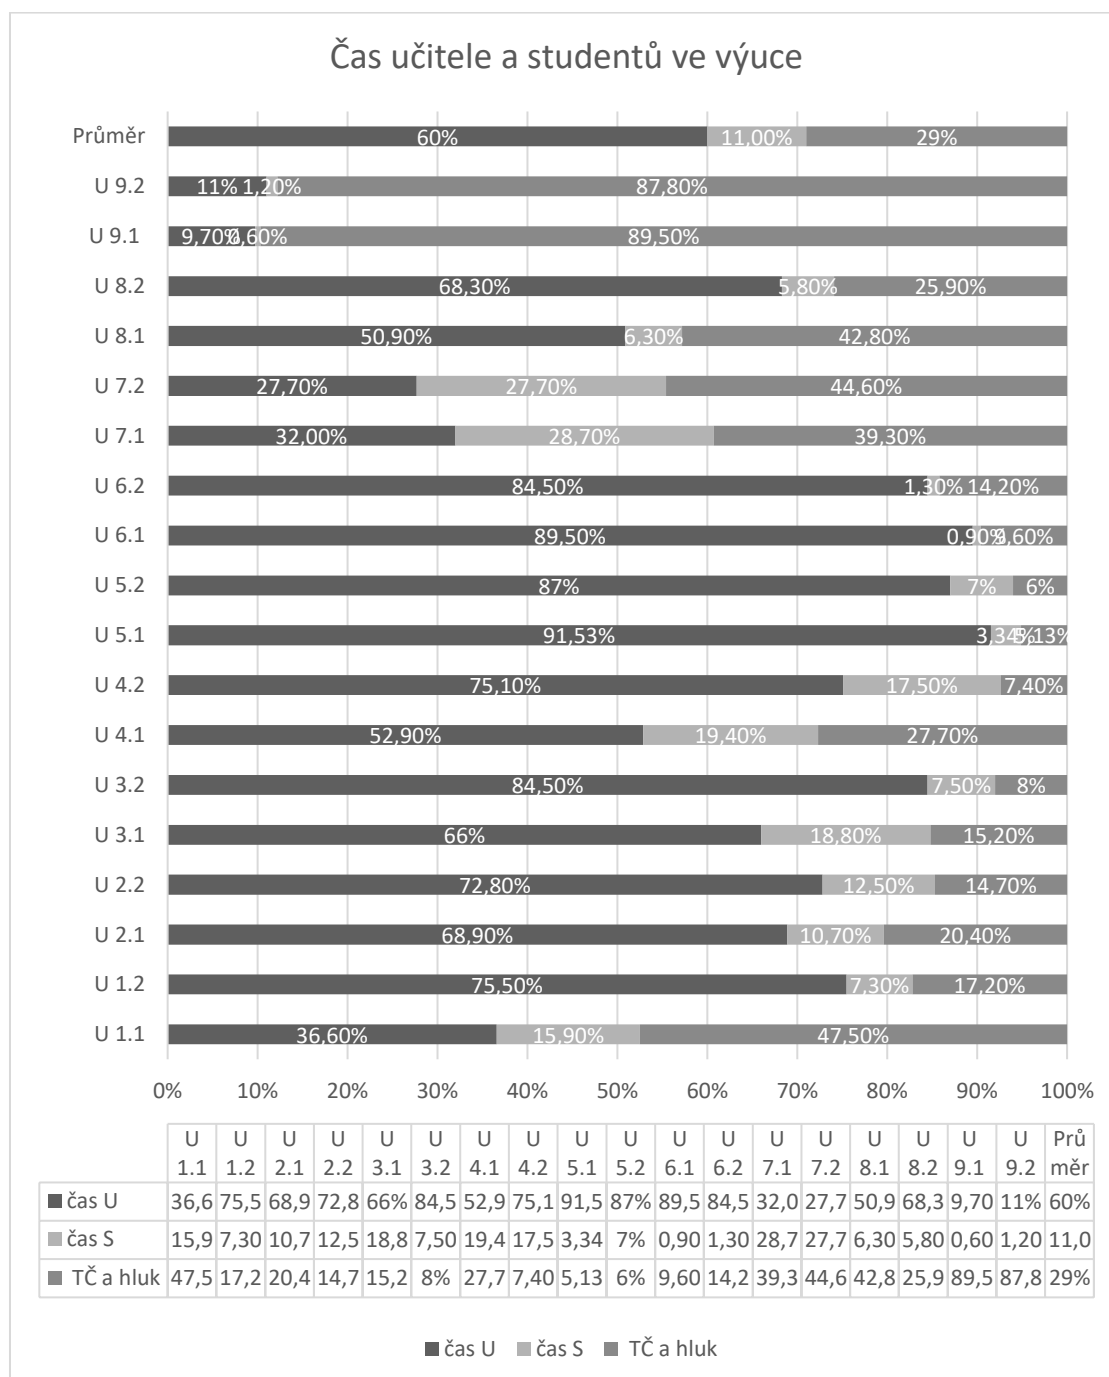 Čas učitele a studentů ve výuce
Průměr 60% 11,00% 29%
U 9.2 11% 1,20% 87,80%
U 9.1 9,70% 0,60% 89,50%
U 8.2 68,30% 5,80% 25,90%
U 8.1 50,90% 6,30% 42,80%
U 7.2 27,70% 27,70% 44,60%
U 7.1 32,00% 28,70% 39,30%
U 6.2 84,50% 1,30% 14,20%
U 6.1 89,50% 0,90% 9,60%
U 5.2 87% 7% 6%
U 5.1 91,53% 3,34% 5,13%
U 4.2 75,10% 17,50% 7,40%
U 4.1 52,90% 19,40% 27,70%
U 3.2 84,50% 7,50% 8%
U 3.1 66% 18,80% 15,20%
U 2.2 72,80% 12,50% 14,70%
U 2.1 68,90% 10,70% 20,40%
U 1.2 75,50% 7,30% 17,20%
U 1.1 36,60% 15,90% 47,50%
0% 10% 20% 30% 40% 50% 60% 70% 80% 90% 100%
U U U U U U U U U U U U U U U U U U Prů
1.1 1.2 2.1 2.2 3.1 3.2 4.1 4.2 5.1 5.2 6.1 6.2 7.1 7.2 8.1 8.2 9.1 9.2 měr
čas U 36,6 75,5 68,9 72,8 66% 84,5 52,9 75,1 91,5 87% 89,5 84,5 32,0 27,7 50,9 68,3 9,70 11% 60%
čas S 15,9 7,30 10,7 12,5 18,8 7,50 19,4 17,5 3,34 7% 0,90 1,30 28,7 27,7 6,30 5,80 0,60 1,20 11,0
TČ a hluk 47,5 17,2 20,4 14,7 15,2 8% 27,7 7,40 5,13 6% 9,60 14,2 39,3 44,6 42,8 25,9 89,5 87,8 29%
čas U čas S TČ a hluk